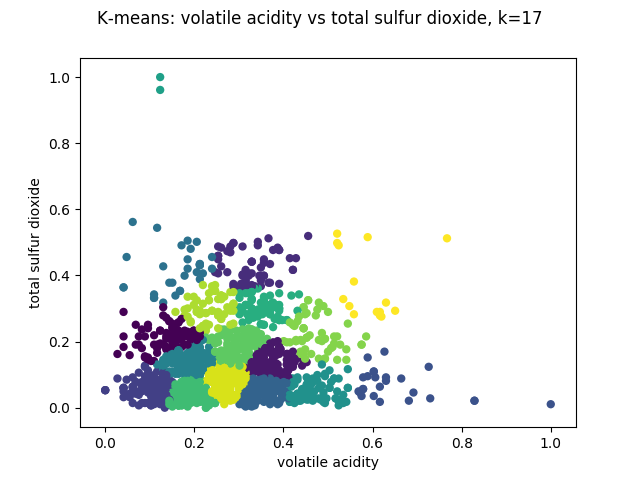 K-means: volatile acidity vs total sulfur dioxide, k=17
1.0
0.8
0.6
0.4
0.2
0.0
total sulfur dioxide
0.0 0.2 0.4 0.6 0.8 1.0
volatile acidity